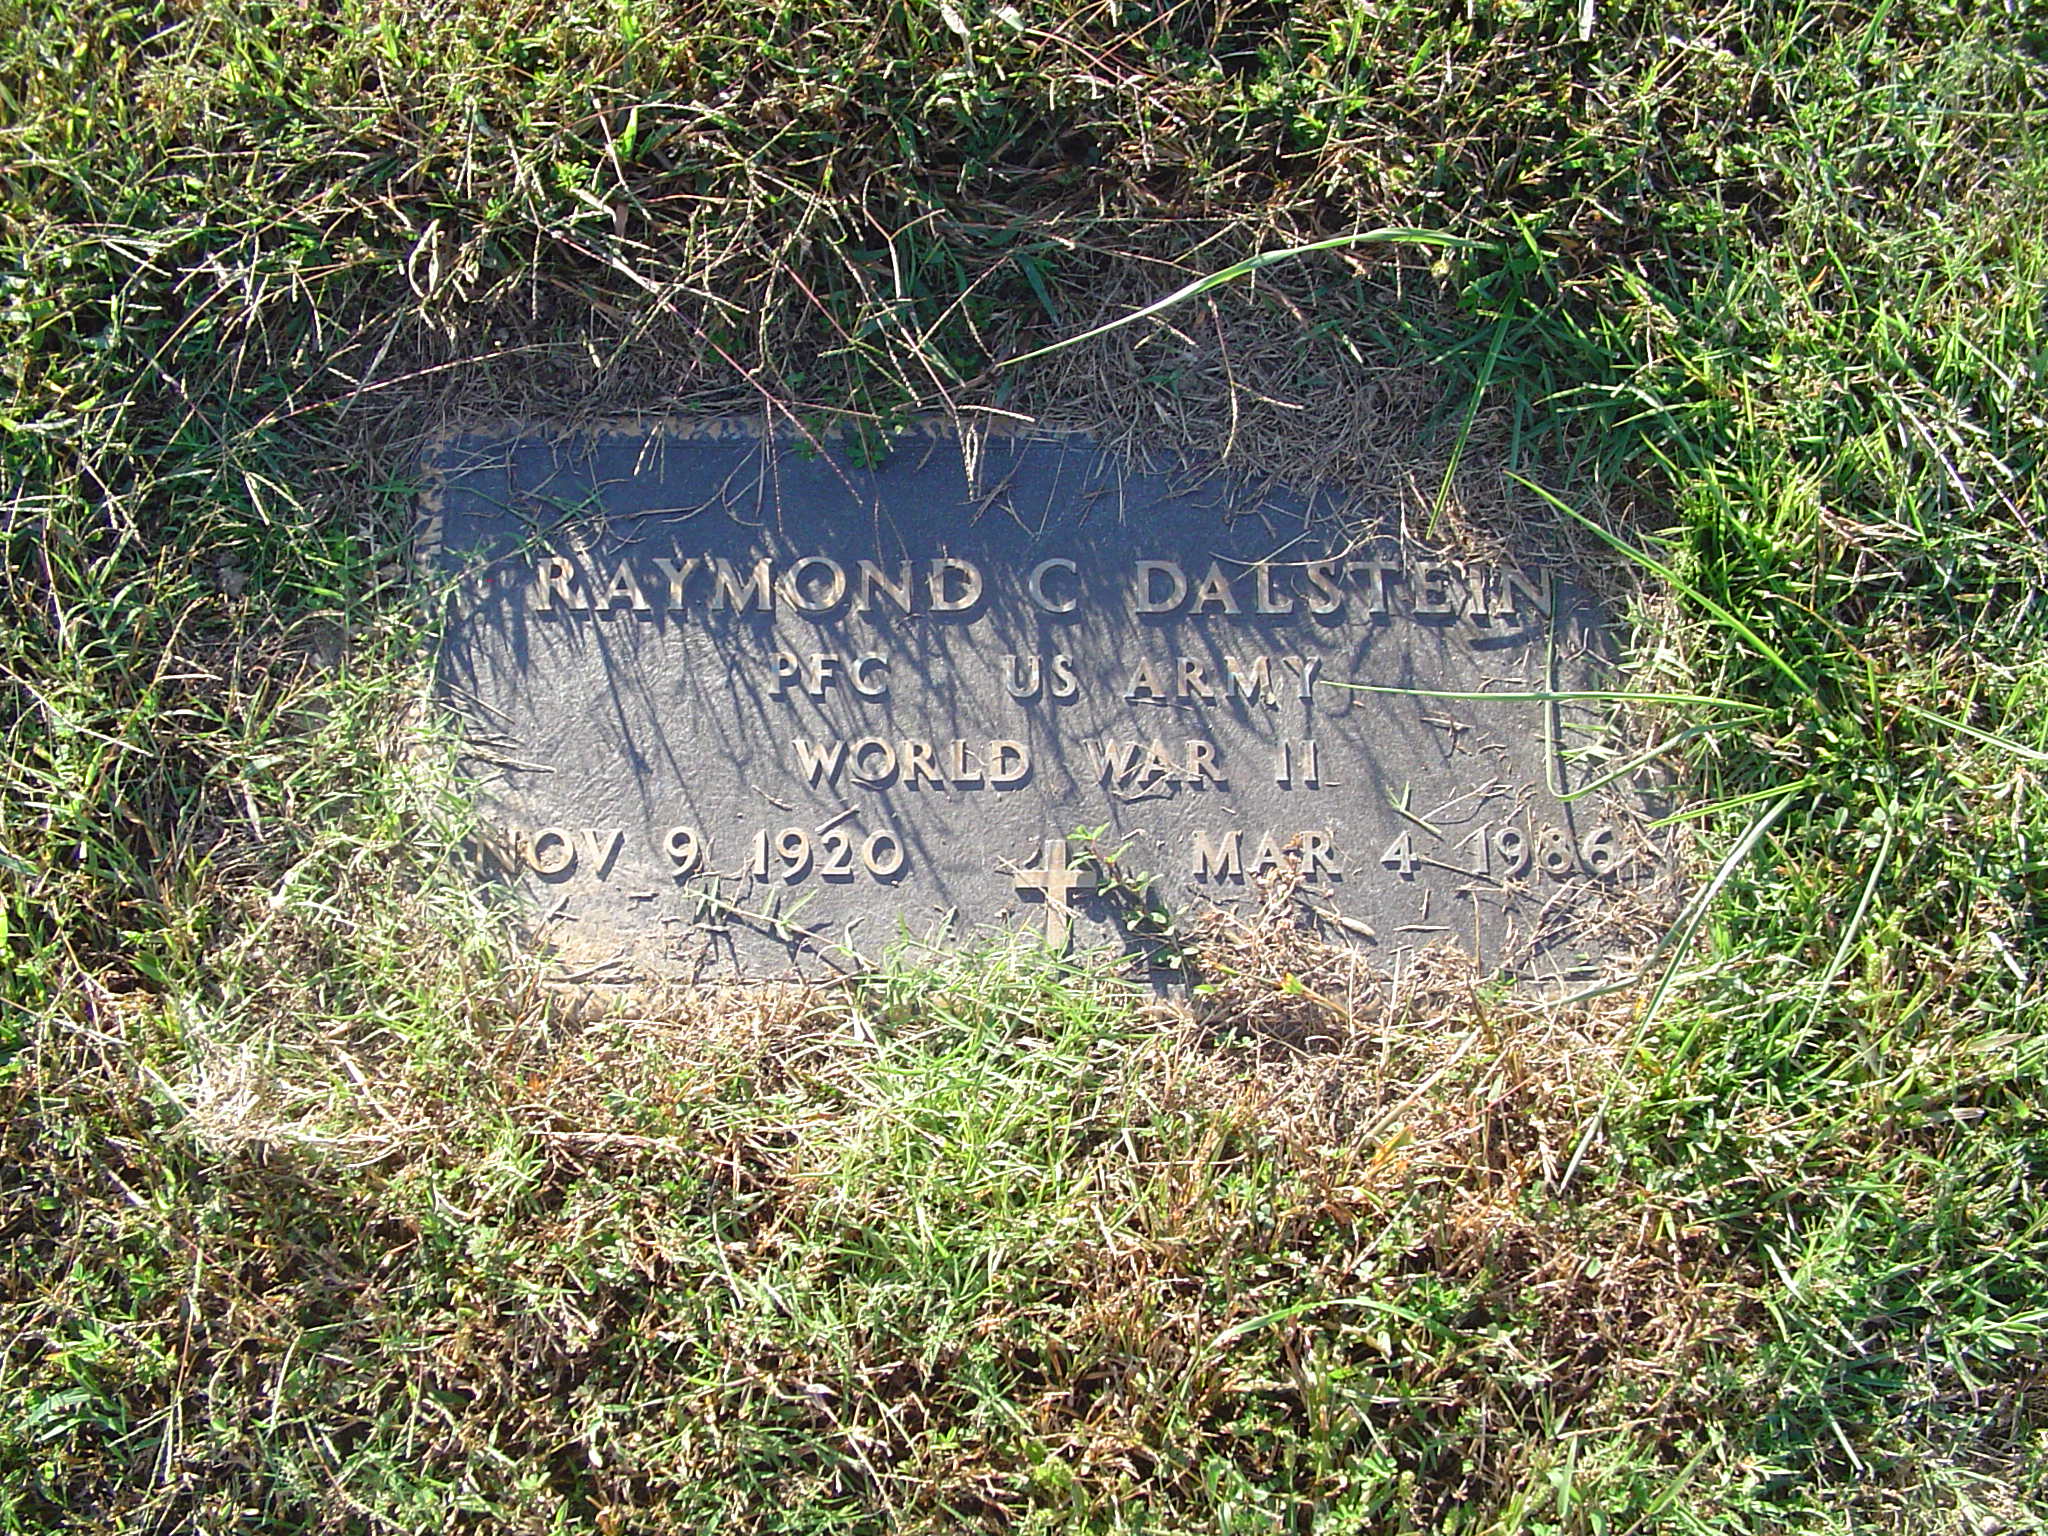 RAYMOND C DALSTEIN
PFC US ARMY
WORLD WAR II
NOV 9 1920 MAR 4 1986